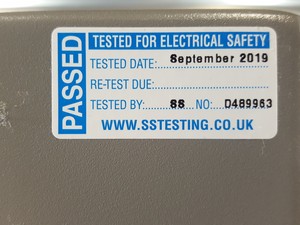 PASSED
TESTED FOR ELECTRICAL SAFETY
TESTED DATE: September 2019
RE-TEST DUE:
TESTED BY: SS NO: D489963
WWW.SSTESTING.CO.UK